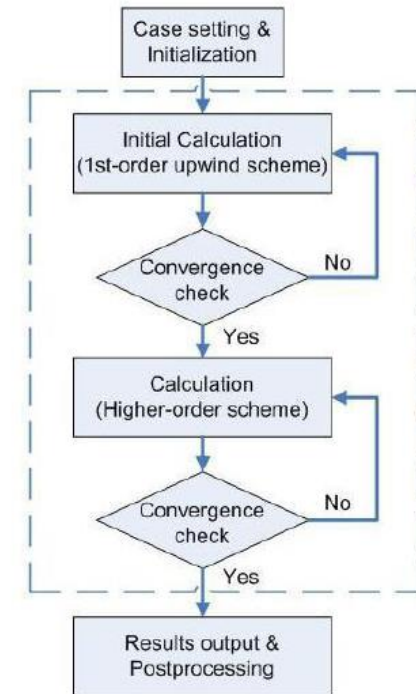 Case setting &
Initialization
Initial Calculation
(1st-order upwind scheme)
Convergence
check
No
Yes
Calculation
(Higher-order scheme)
Convergence
check
No
Yes
Results output &
Postprocessing